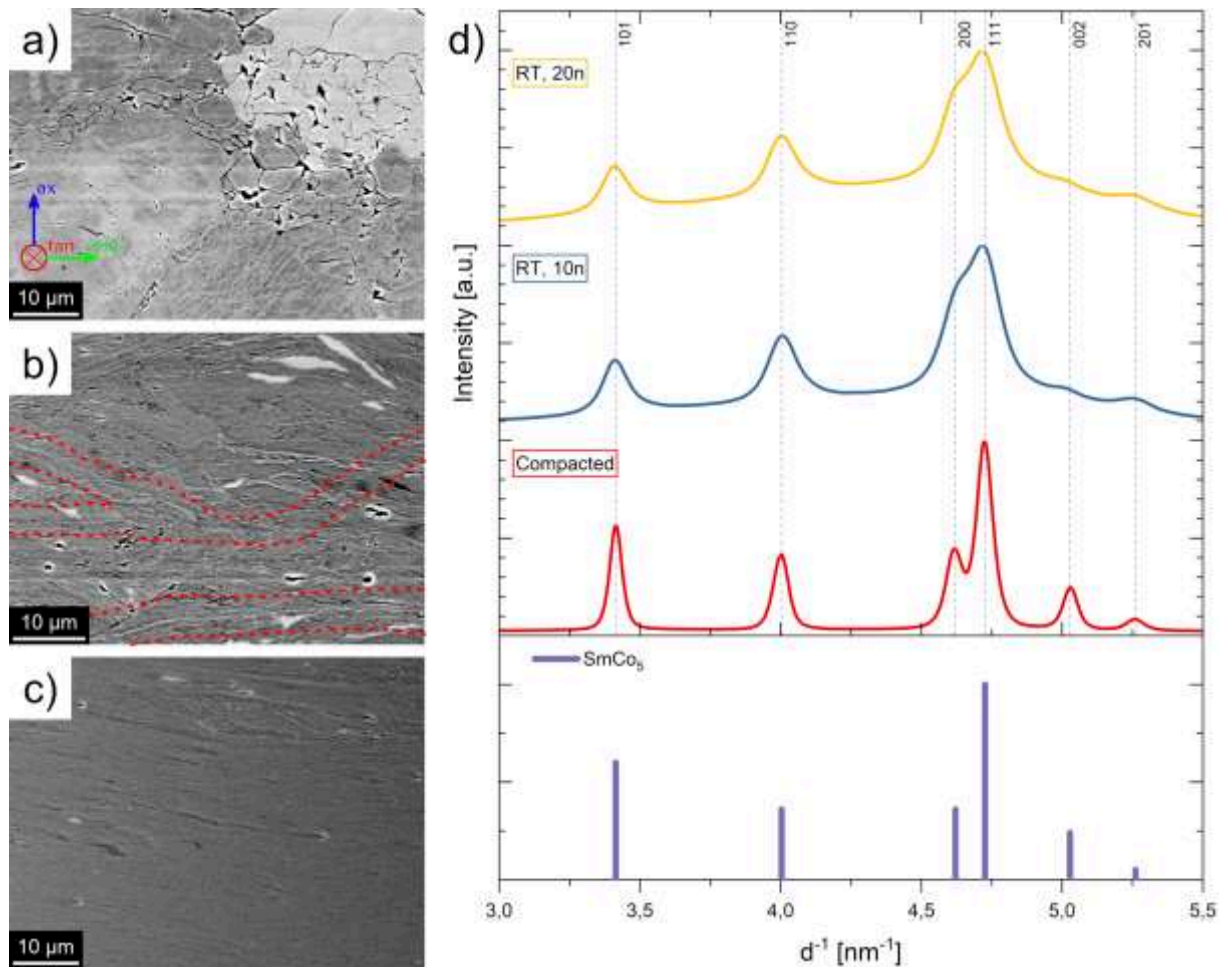 a)
ax
tan
10 µm
b)
10 µm
c)
10 µm
d)
101
110
200
111
002
201
RT, 20n
RT, 10n
Compacted
SmCo₅
Intensity [a.u.]
3.0
3.5
4.0
4.5
5.0
5.5
d⁻¹ [nm⁻¹]